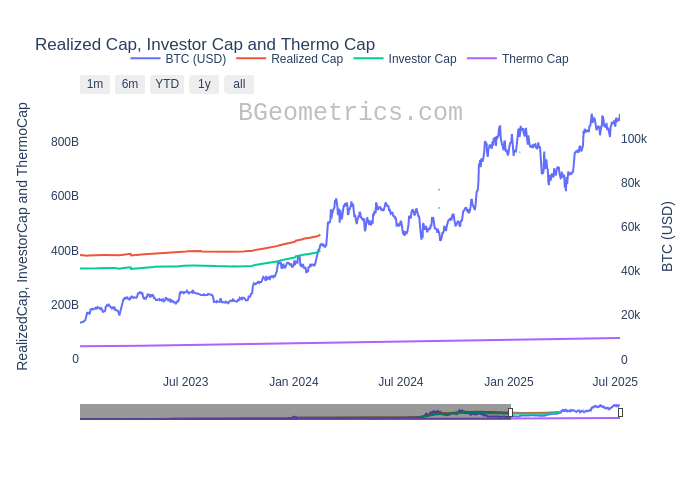 Realized Cap, Investor Cap and Thermo Cap
BTC (USD) Realized Cap Investor Cap Thermo Cap
1m 6m YTD 1y all
BGeometrics.com
RealizedCap, InvestorCap and ThermoCap
800B
600B
400B
200B
0
100k
80k
60k
40k
20k
0
BTC (USD)
Jul 2023 Jan 2024 Jul 2024 Jan 2025 Jul 2025